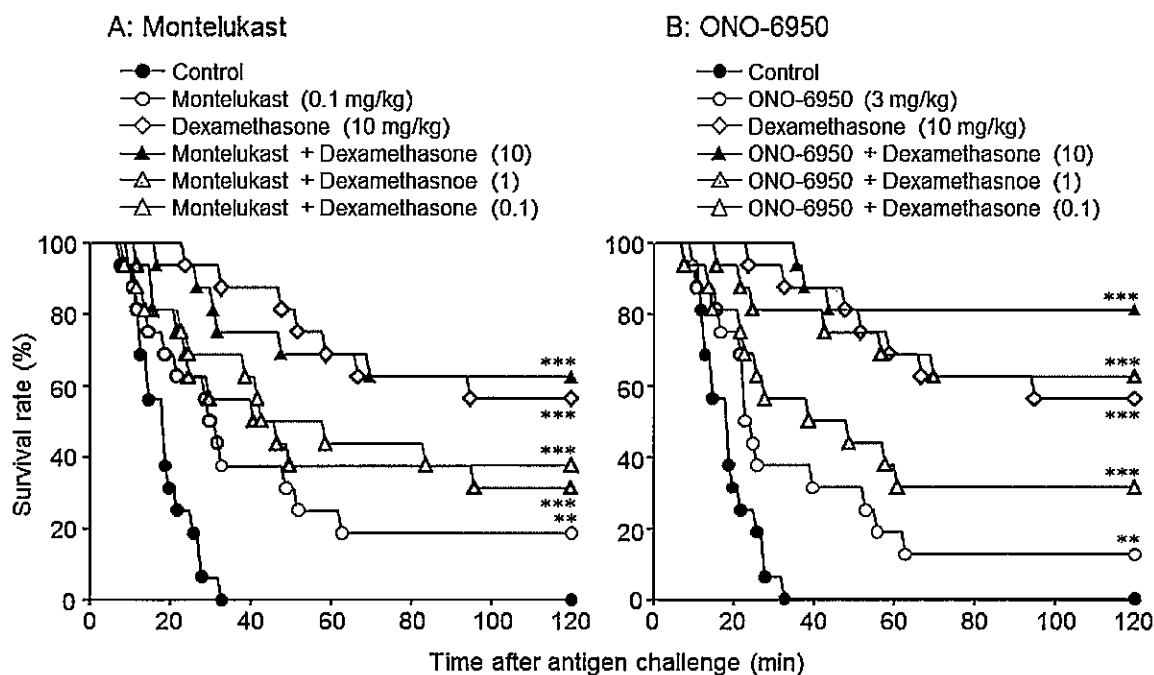 A: Montelukast
Control
Montelukast (0.1 mg/kg)
Dexamethasone (10 mg/kg)
Montelukast + Dexamethasone (10)
Montelukast + Dexamethasnoe (1)
Montelukast + Dexamethasone (0.1)
B: ONO-6950
Control
ONO-6950 (3 mg/kg)
Dexamethasone (10 mg/kg)
ONO-6950 + Dexamethasone (10)
ONO-6950 + Dexamethasnoe (1)
ONO-6950 + Dexamethasone (0.1)
Survival rate (%)
100
80
60
40
20
0
***
***
***
***
**
0 20 40 60 80 100 120
100
80
60
40
20
0
***
***
***
***
**
0 20 40 60 80 100 120
Time after antigen challenge (min)